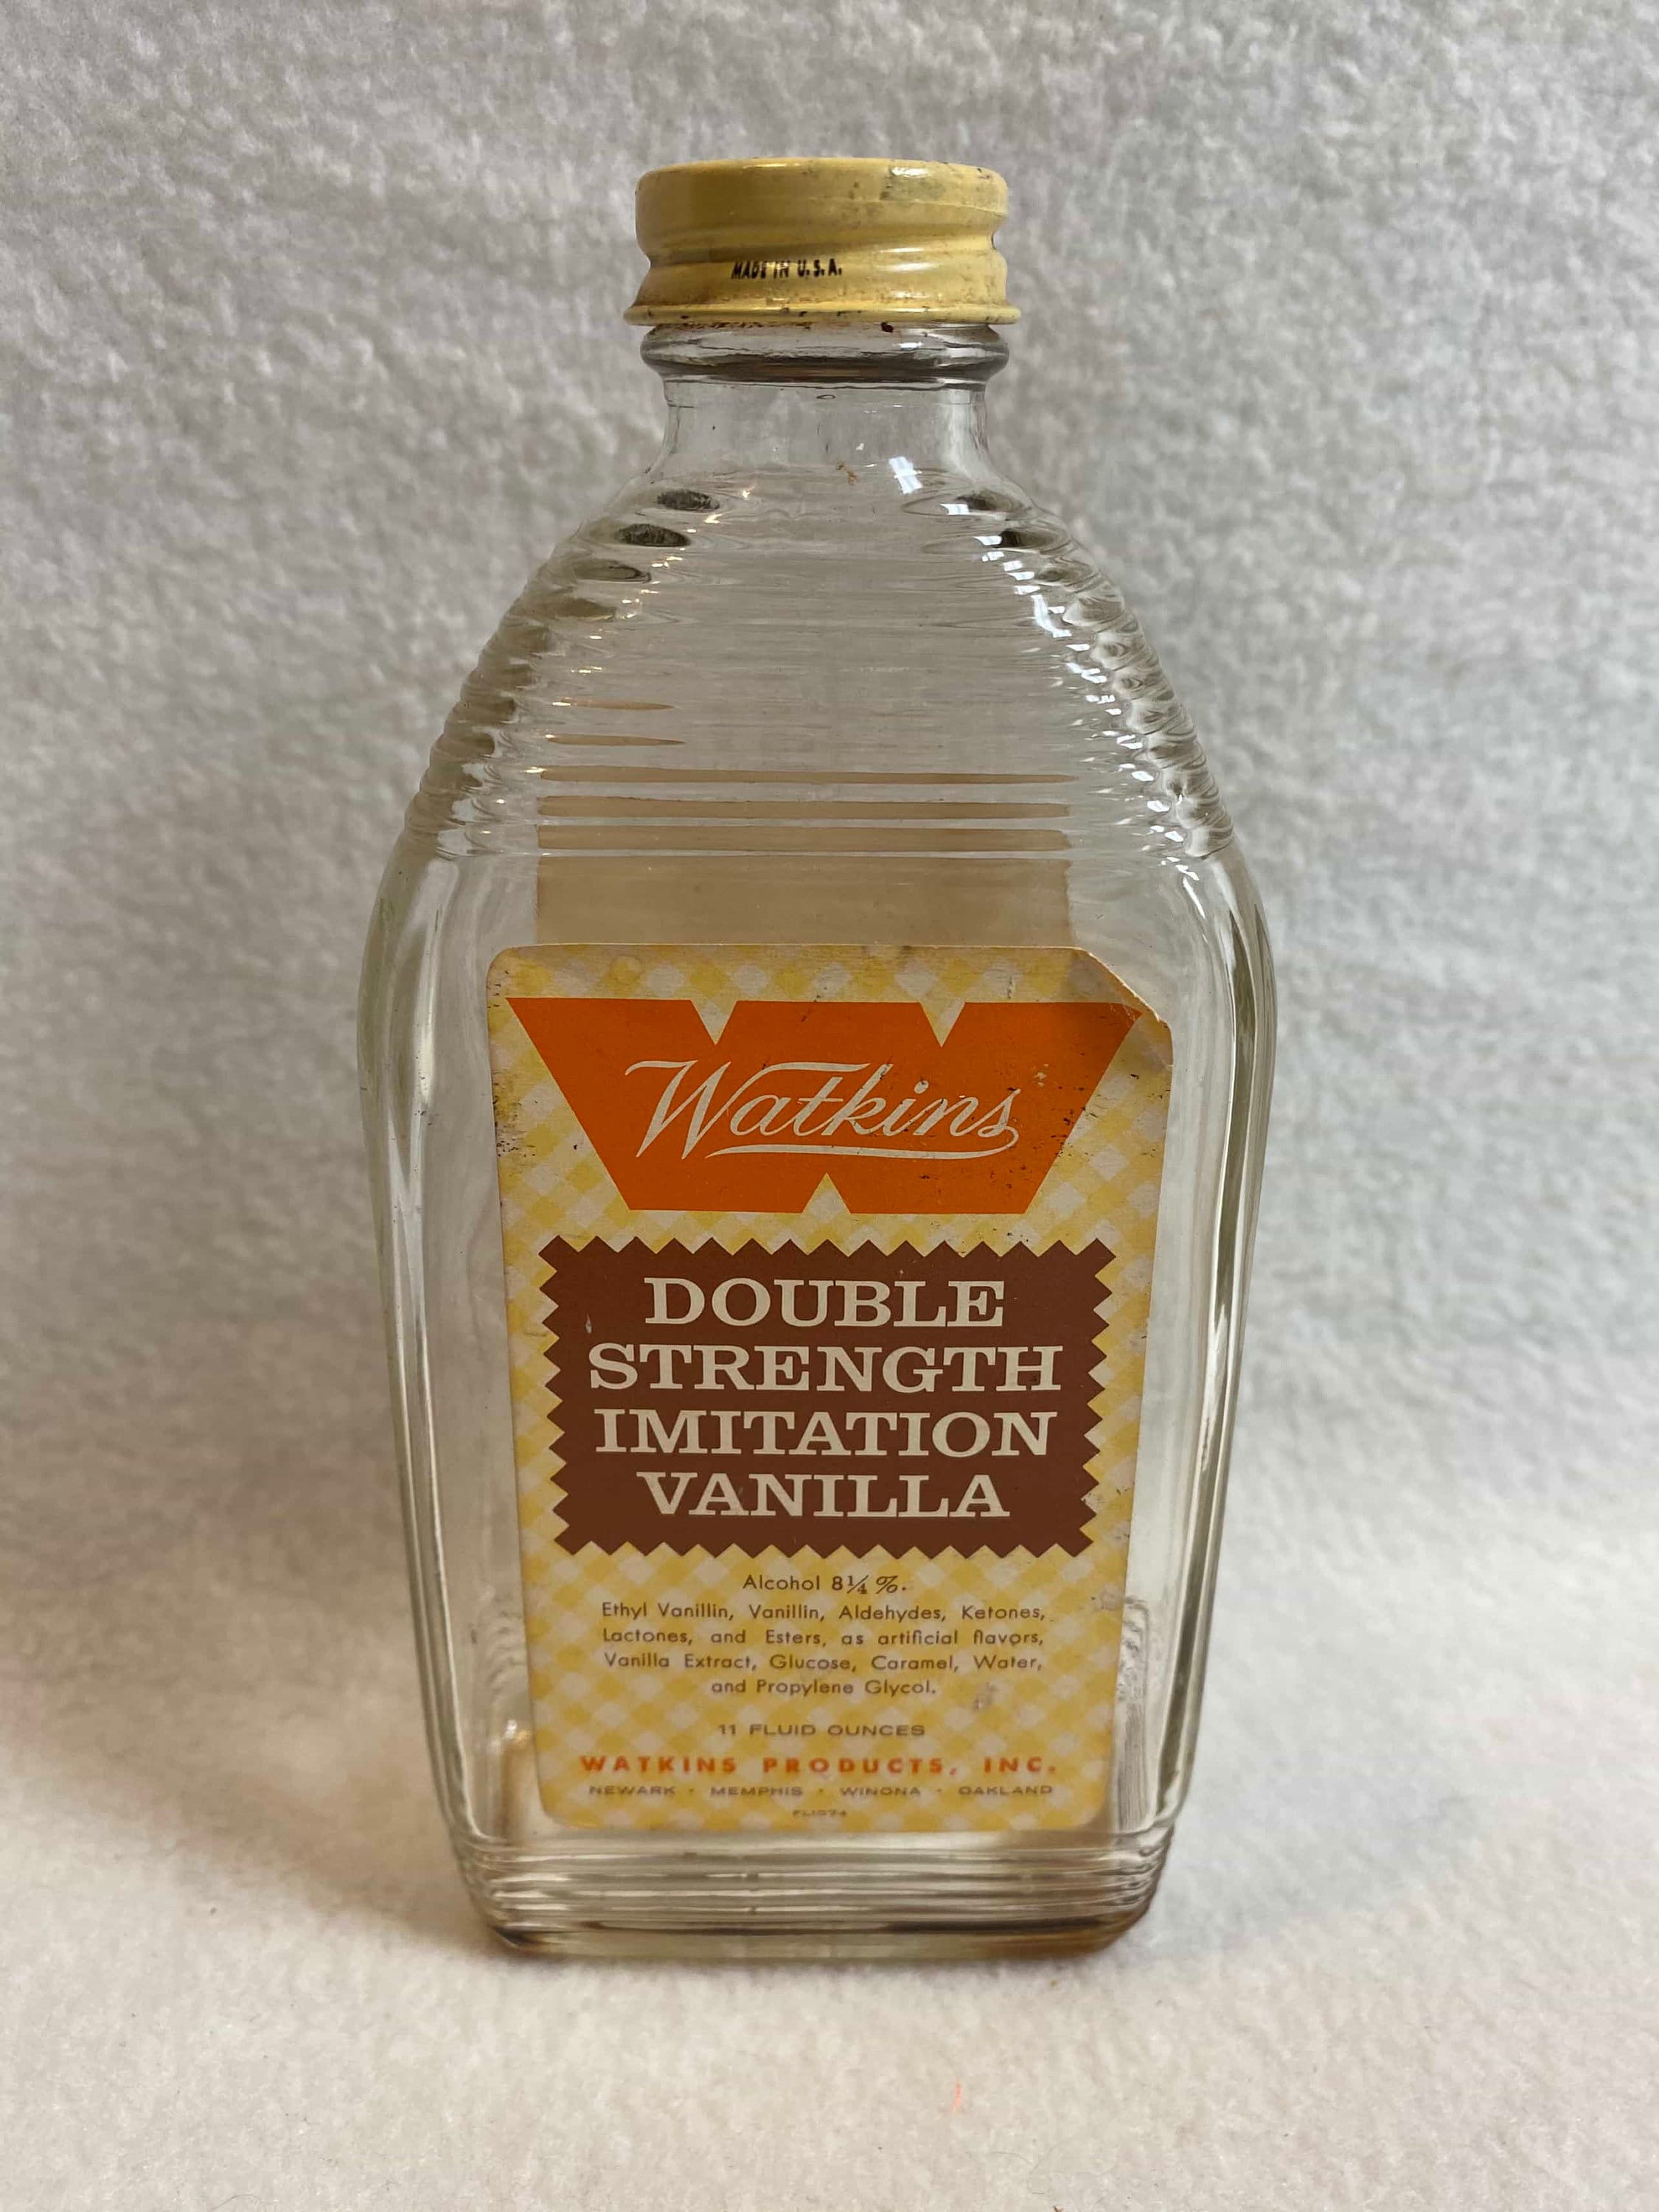 MADE IN U.S.A.
Watkins
DOUBLE
STRENGTH
IMITATION
VANILLA
Alcohol 8¼ %.
Ethyl Vanillin, Vanillin, Aldehydes, Ketones,
Lactones, and Esters, as artificial flavors,
Vanilla Extract, Glucose, Caramel, Water,
and Propylene Glycol.
11 FLUID OUNCES
WATKINS PRODUCTS, INC.
NEWARK · MEMPHIS · WINONA · OAKLAND